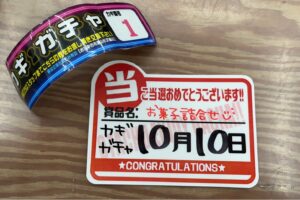 ギガチャ
1
当
ご当選おめでとうございます!!
賞品名:
お菓子詰合せ
カギ
ガチャ
10月10日
★CONGRATULATIONS★